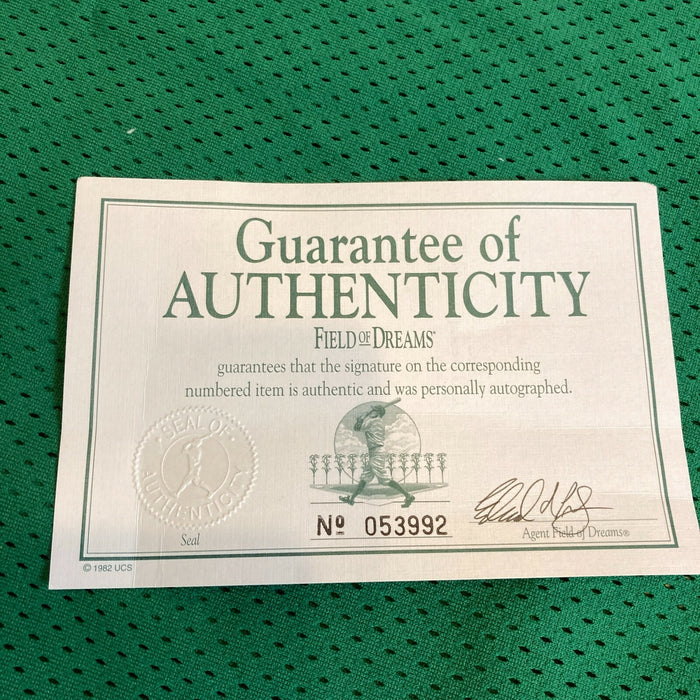 Guarantee of
AUTHENTICITY
FIELD OF DREAMS
guarantees that the signature on the corresponding
numbered item is authentic and was personally autographed.
SEAL OF
AUTHENTICITY
Seal
Nº 053992
Agent Field of Dreams®
© 1982 UCS